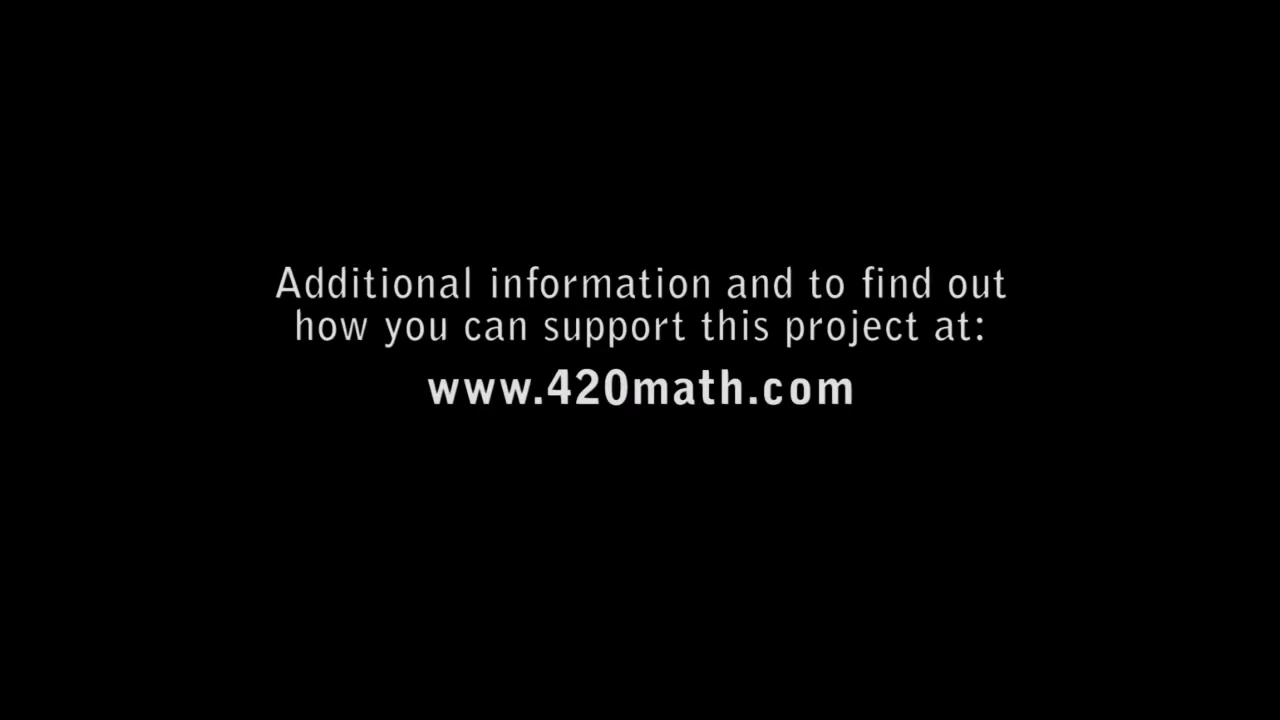 Additional information and to find out
how you can support this project at:
www.420math.com